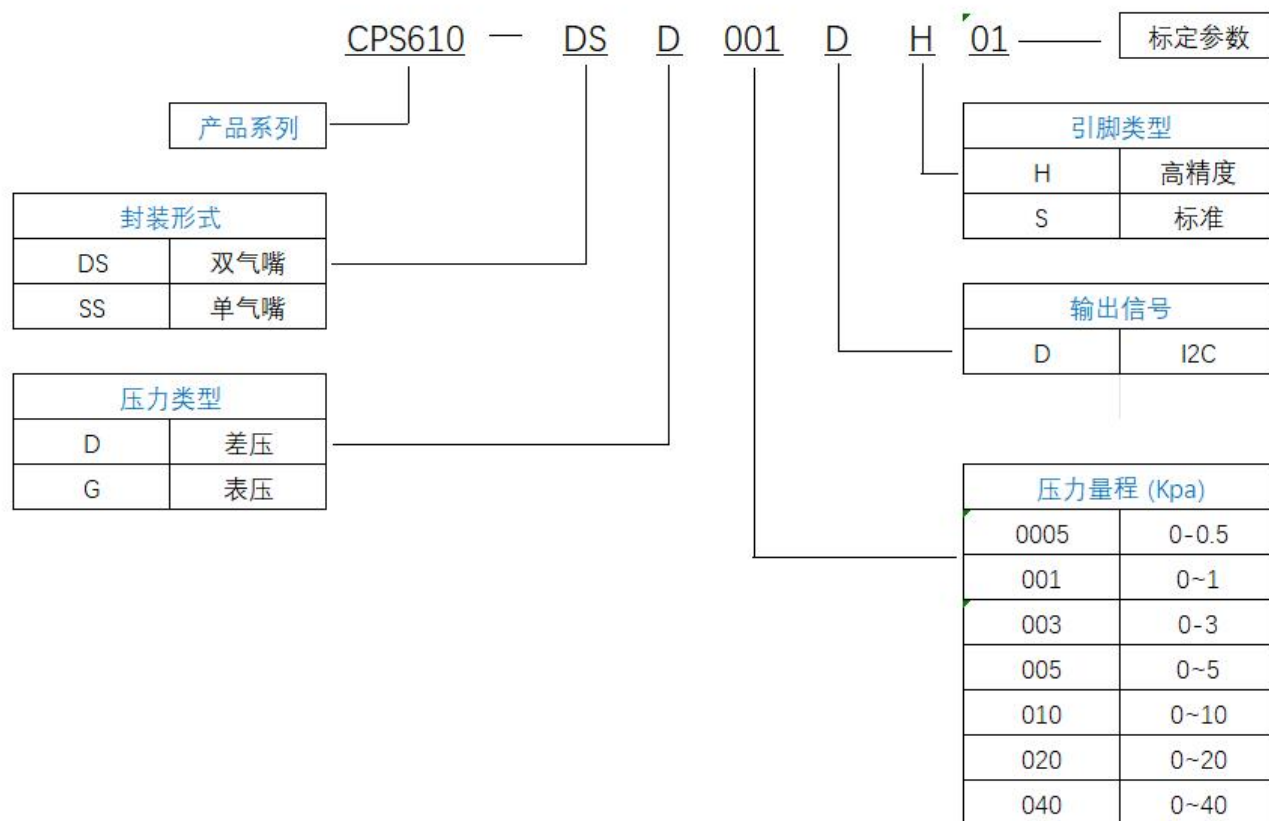 CPS610 — DS D 001 D H 01 标定参数
产品系列
封装形式
DS 双气嘴
SS 单气嘴
压力类型
D 差压
G 表压
引脚类型
H 高精度
S 标准
输出信号
D I2C
压力量程 (Kpa)
0005 0-0.5
001 0~1
003 0-3
005 0~5
010 0~10
020 0~20
040 0~40